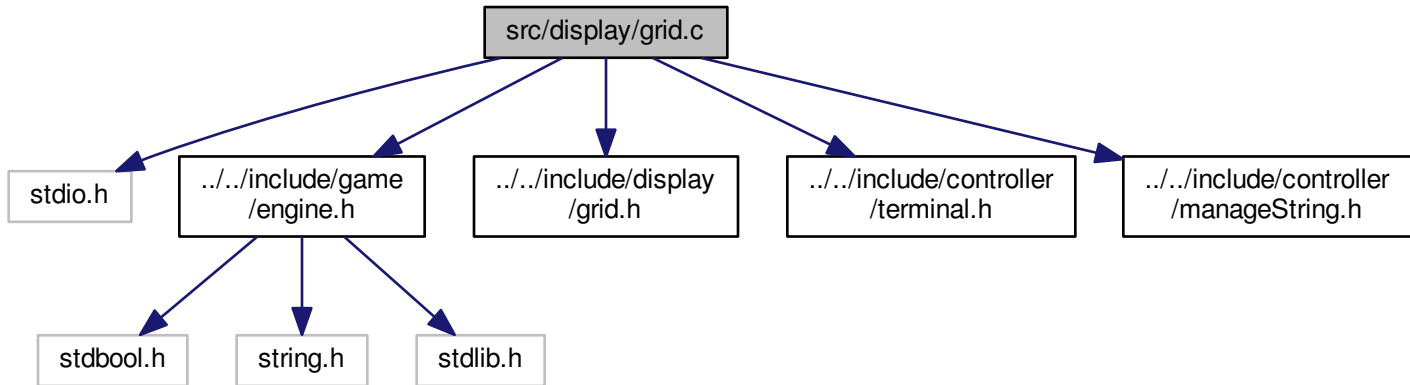 src/display/grid.c
stdio.h
../../include/game
/engine.h
../../include/display
/grid.h
../../include/controller
/terminal.h
../../include/controller
/manageString.h
stdbool.h
string.h
stdlib.h